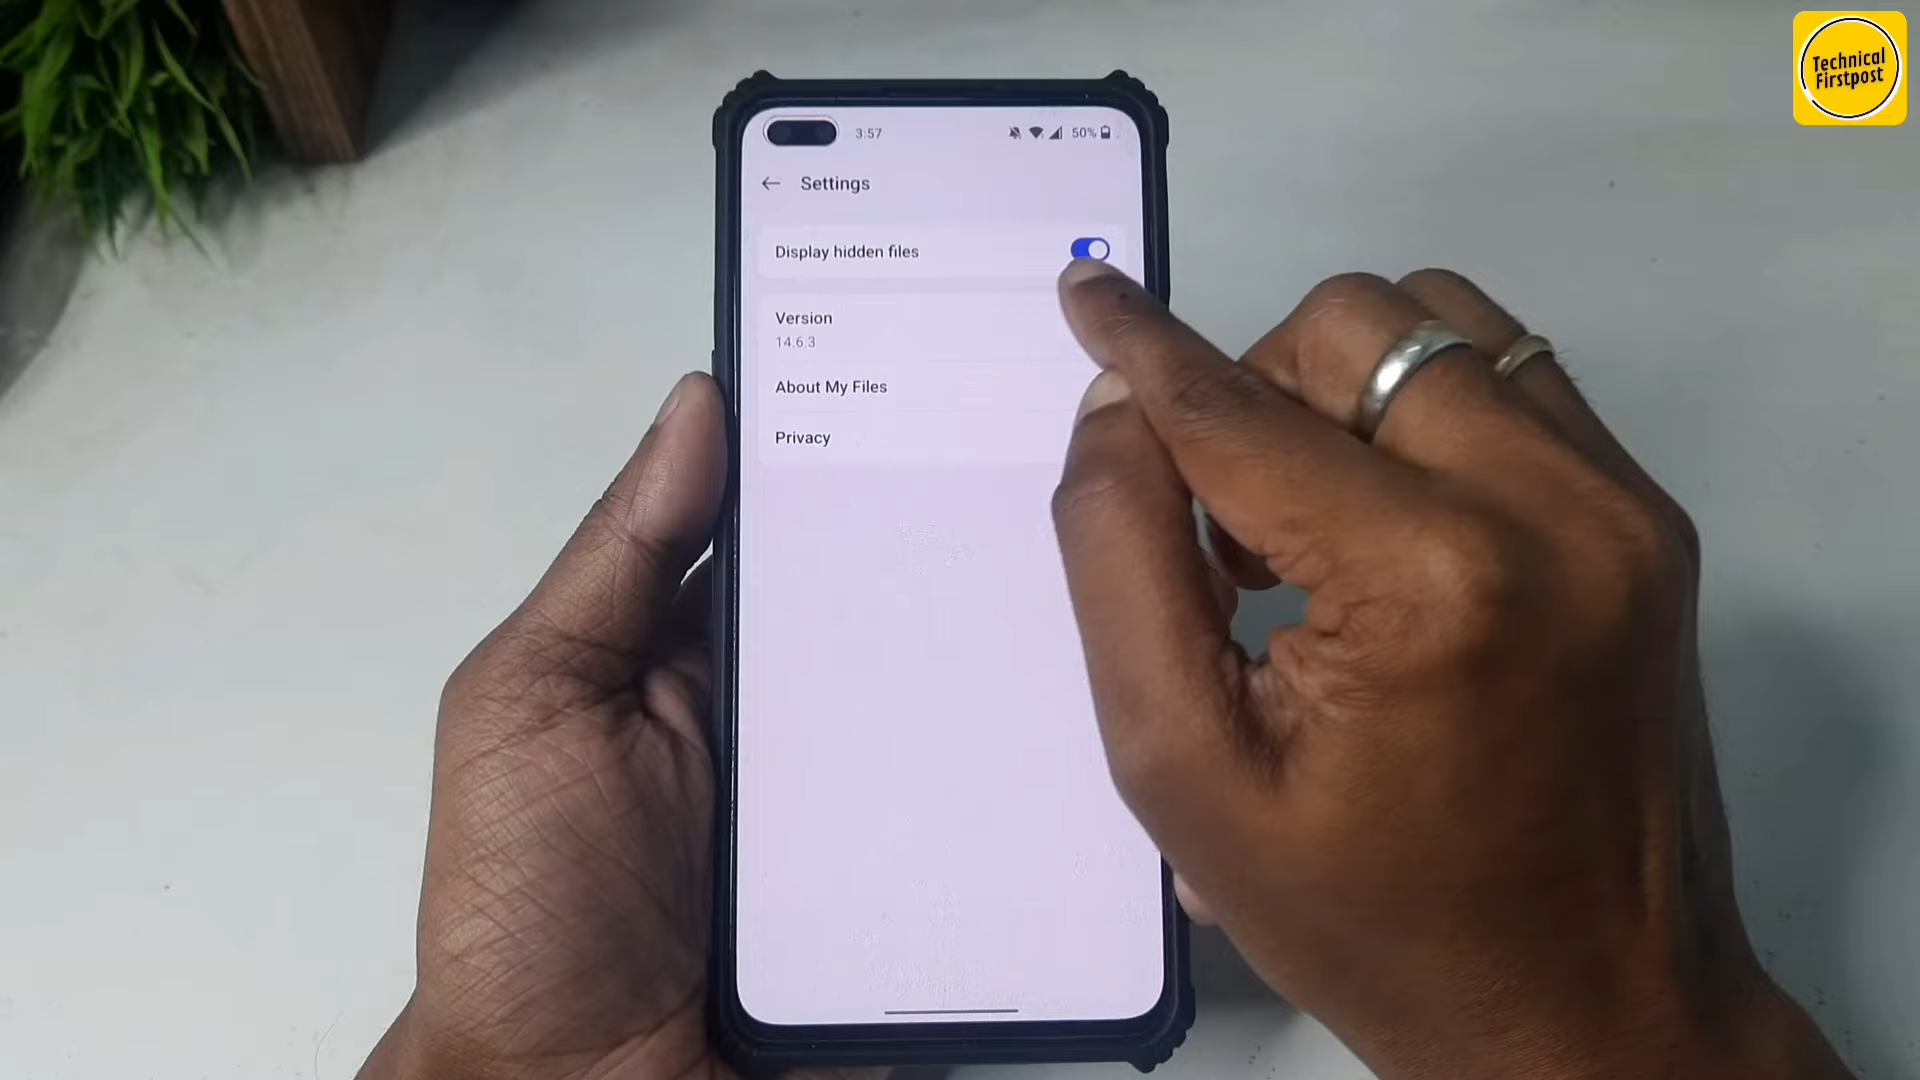 Technical
Firstpost
3:57
50%
Settings
Display hidden files
Version
14.6.3
About My Files
Privacy